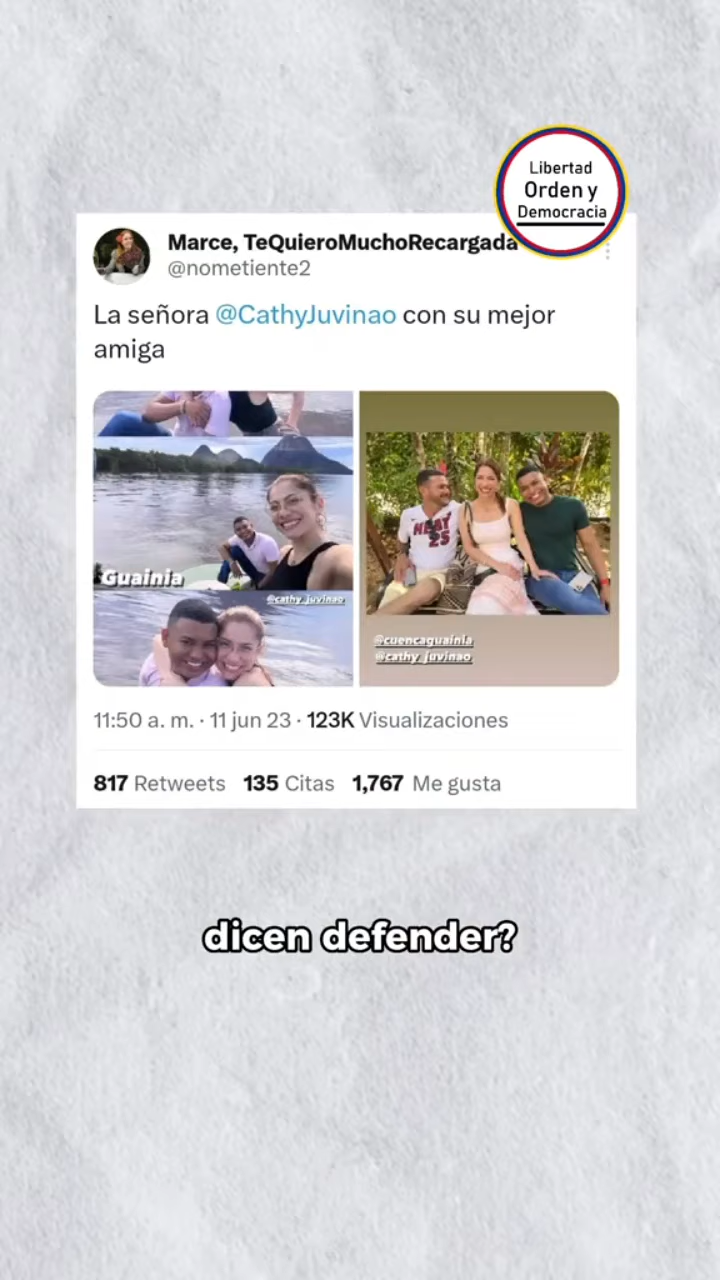 Libertad
Orden y
Democracia
Marce, TeQuieroMuchoRecargada
@nometiente2
La señora @CathyJuvinao con su mejor
amiga
Guainia
@cathy_juvinao
HEAT
25
@cuencaguainia
@cathy_juvinao
11:50 a. m. · 11 jun 23 · 123K Visualizaciones
817 Retweets 135 Citas 1,767 Me gusta
dicen defender?